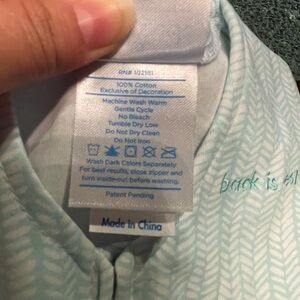 RN# 102161
100% Cotton
Exclusive of Decoration
Machine Wash Warm
Gentle Cycle
No Bleach
Tumble Dry Low
Do Not Dry Clean
Do Not Iron
Wash Dark Colors Separately
For best results, close zipper and
turn inside-out before washing.
Patent Pending
Made in China
back is